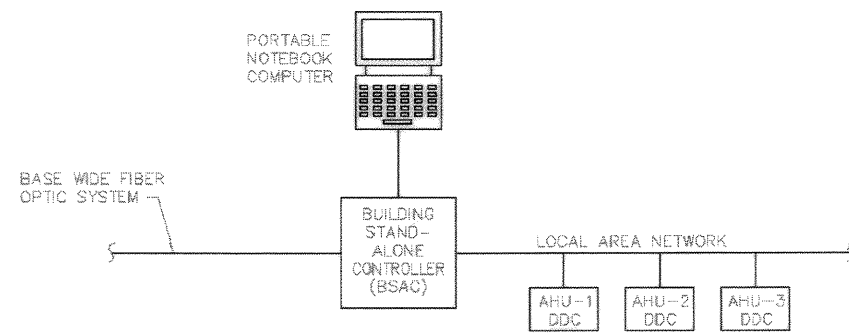 PORTABLE
NOTEBOOK
COMPUTER
BASE WIDE FIBER
OPTIC SYSTEM
BUILDING
STAND-
ALONE
CONTROLLER
(BSAC)
LOCAL AREA NETWORK
AHU-1
DDC
AHU-2
DDC
AHU-3
DDC